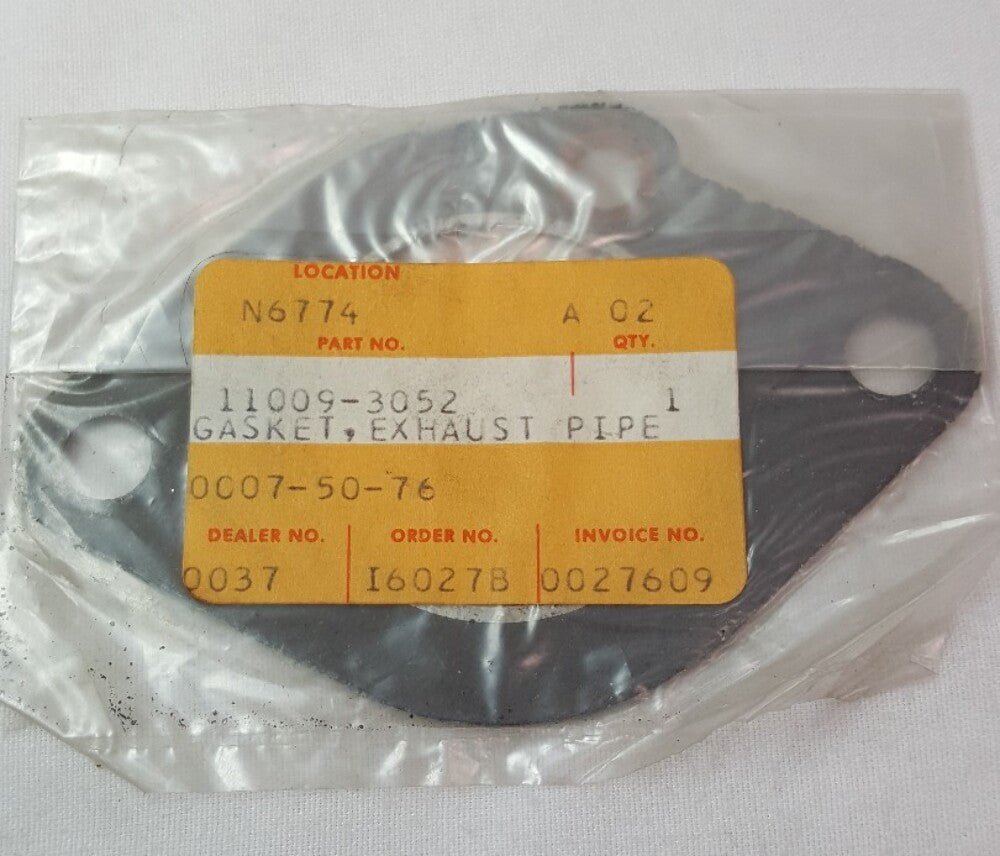 LOCATION
N6774 A 02
PART NO. QTY.
11009-3052 1
GASKET, EXHAUST PIPE
0007-50-76
DEALER NO. ORDER NO. INVOICE NO.
0037 I6027B 0027609